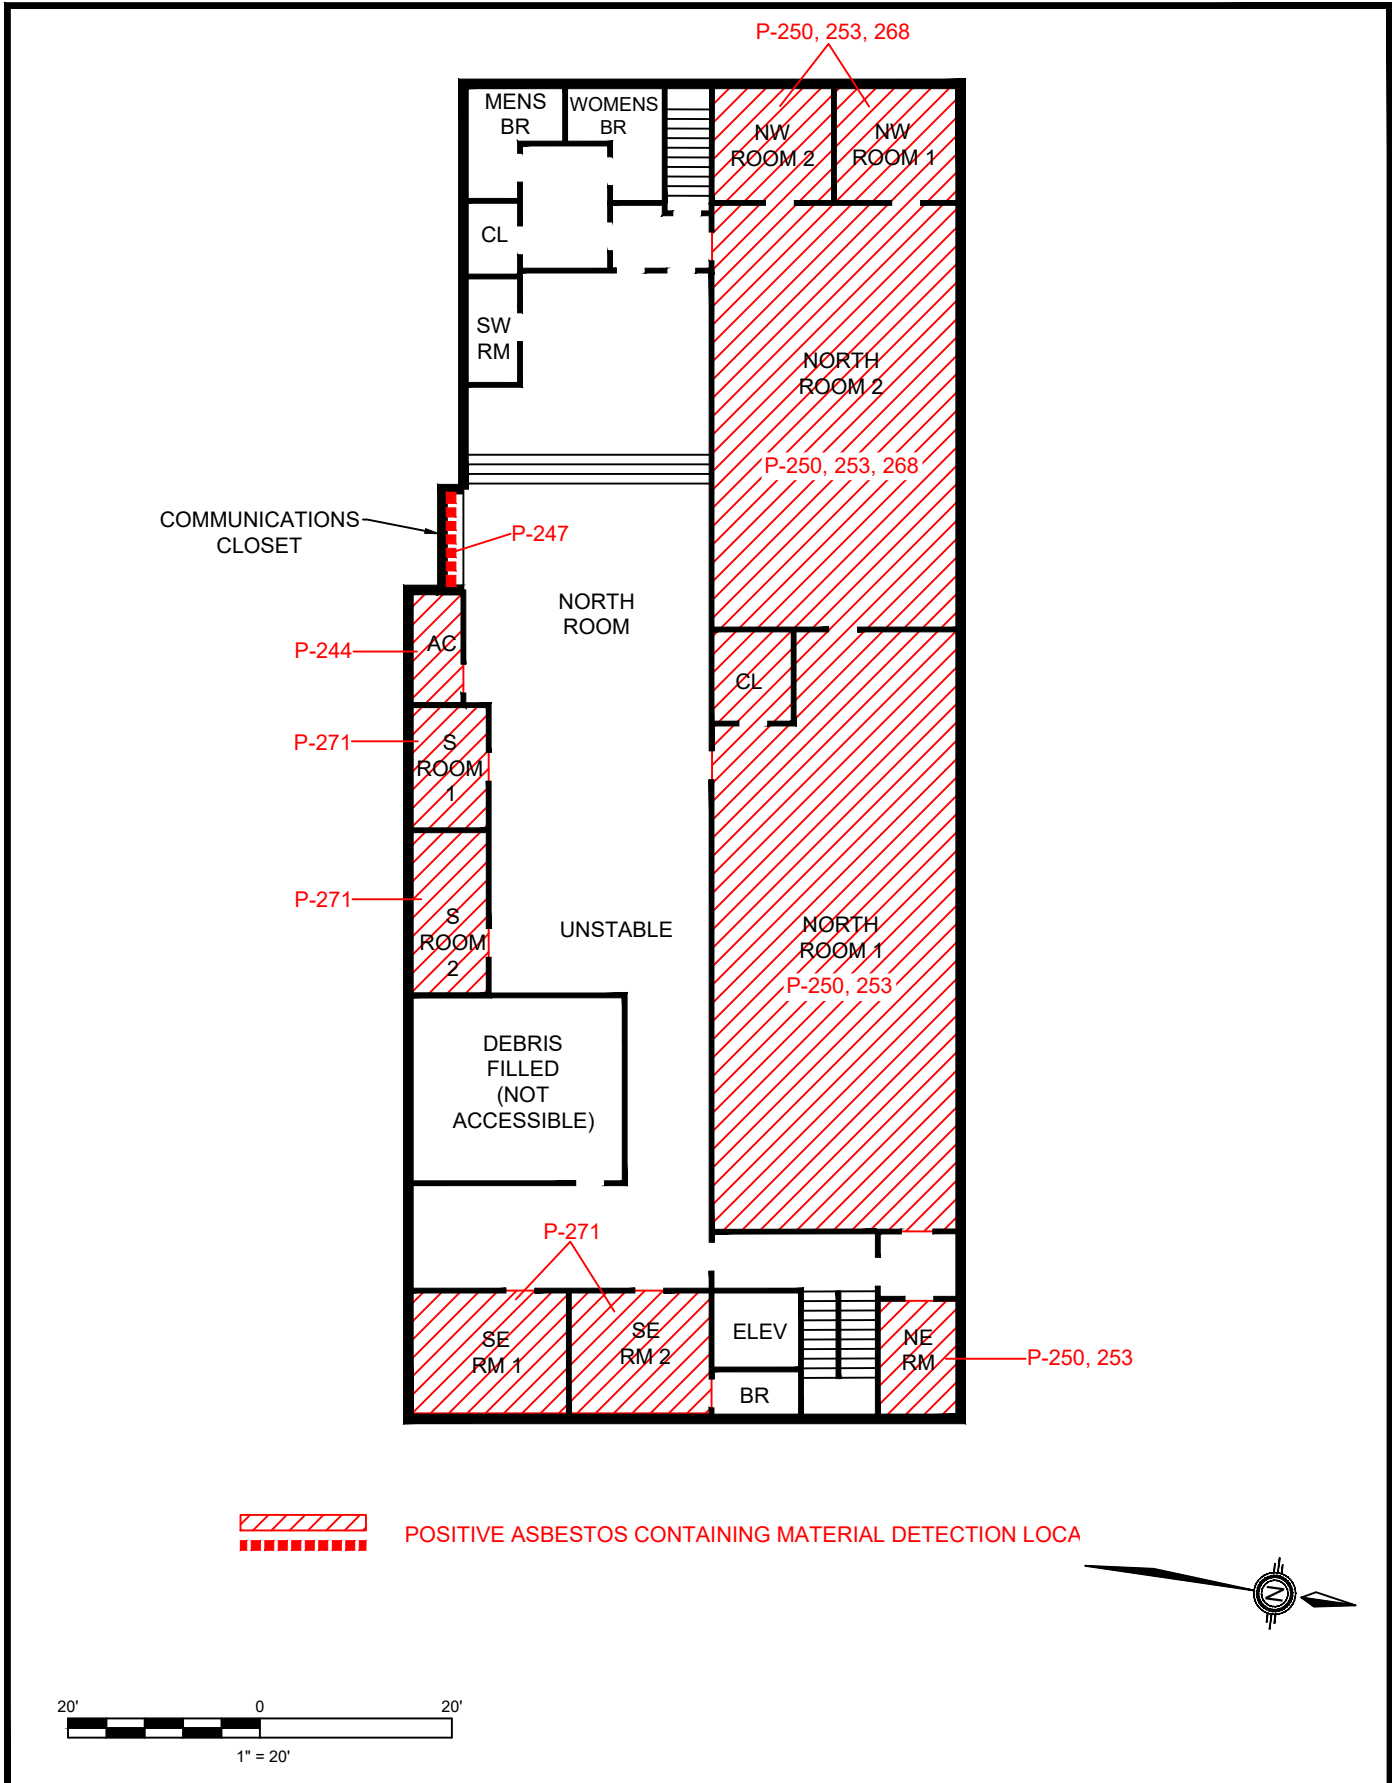 P-250, 253, 268
MENS
BR
WOMENS
BR
NW
ROOM 2
NW
ROOM 1
CL
SW
RM
NORTH
ROOM 2
P-250, 253, 268
COMMUNICATIONS
CLOSET
P-247
NORTH
ROOM
AC
P-244
CL
P-271
S
ROOM
1
P-271
S
ROOM
2
UNSTABLE
NORTH
ROOM 1
P-250, 253
DEBRIS
FILLED
(NOT
ACCESSIBLE)
P-271
SE
RM 1
SE
RM 2
ELEV
BR
NE
RM
P-250, 253
POSITIVE ASBESTOS CONTAINING MATERIAL DETECTION LOCA
N
20'
0
20'
1" = 20'